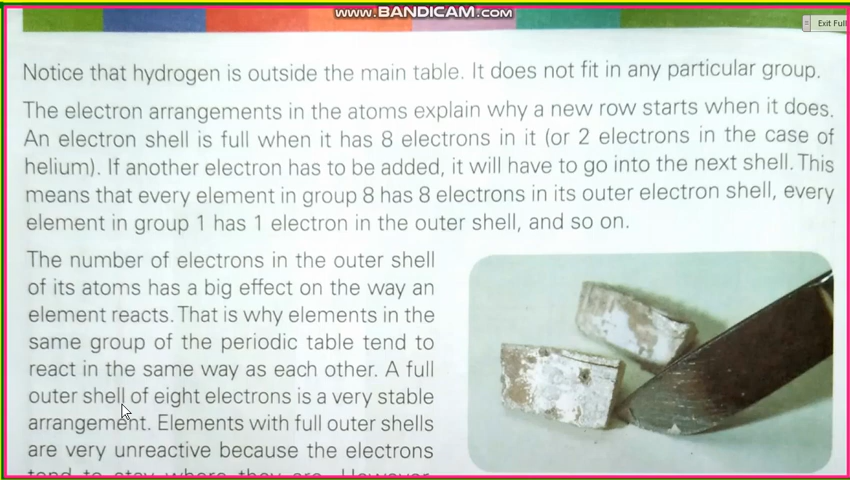 www.BANDICAM.com
Exit Full
Notice that hydrogen is outside the main table. It does not fit in any particular group.
The electron arrangements in the atoms explain why a new row starts when it does.
An electron shell is full when it has 8 electrons in it (or 2 electrons in the case of
helium). If another electron has to be added, it will have to go into the next shell. This
means that every element in group 8 has 8 electrons in its outer electron shell, every
element in group 1 has 1 electron in the outer shell, and so on.
The number of electrons in the outer shell
of its atoms has a big effect on the way an
element reacts. That is why elements in the
same group of the periodic table tend to
react in the same way as each other. A full
outer shell of eight electrons is a very stable
arrangement. Elements with full outer shells
are very unreactive because the electrons
tend to stay where they are. However,